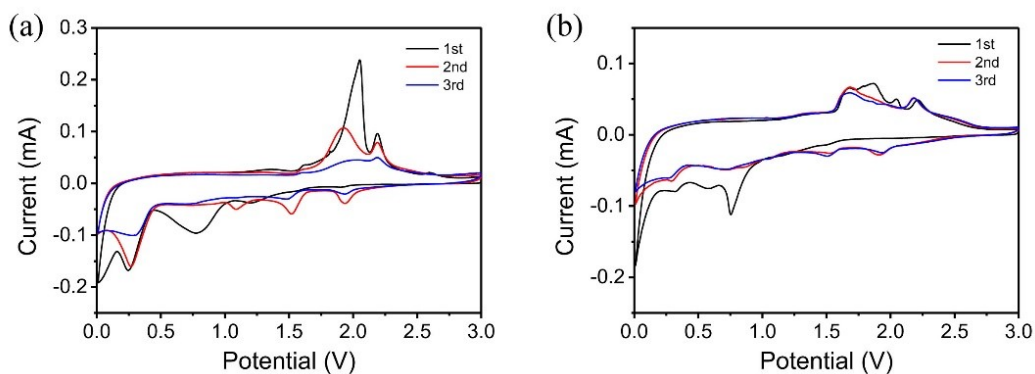 (a)
Current (mA)
0.3
0.2
0.1
0.0
-0.1
-0.2
1st
2nd
3rd
0.0 0.5 1.0 1.5 2.0 2.5 3.0
Potential (V)
(b)
Current (mA)
0.1
0.0
-0.1
-0.2
1st
2nd
3rd
0.0 0.5 1.0 1.5 2.0 2.5 3.0
Potential (V)